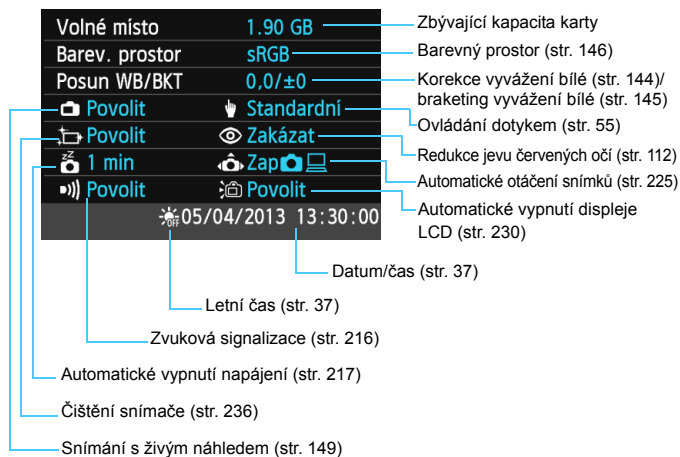 Volné místo 1.90 GB
Zbývající kapacita karty
Barev. prostor sRGB
Barevný prostor (str. 146)
Posun WB/BKT 0,0/±0
Korekce vyvážení bílé (str. 144)/
braketing vyvážení bílé (str. 145)
Povolit Standardní
Ovládání dotykem (str. 55)
Povolit Zakázat
Redukce jevu červených očí (str. 112)
zZ 1 min Zap
Automatické otáčení snímků (str. 225)
Povolit Povolit
Automatické vypnutí displeje
LCD (str. 230)
OFF 05/04/2013 13:30:00
Datum/čas (str. 37)
Letní čas (str. 37)
Zvuková signalizace (str. 216)
Automatické vypnutí napájení (str. 217)
Čištění snímače (str. 236)
Snímání s živým náhledem (str. 149)